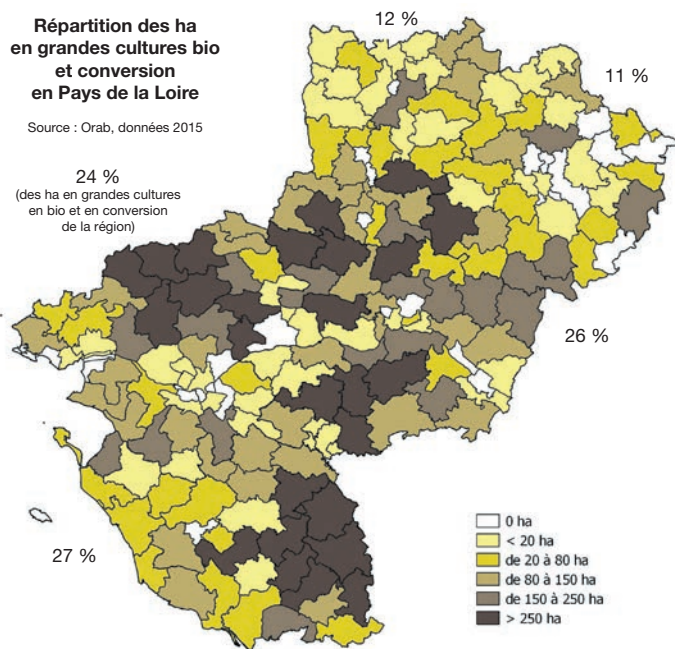 Répartition des ha
en grandes cultures bio
et conversion
en Pays de la Loire
Source : Orab, données 2015
12 %
11 %
24 %
(des ha en grandes cultures
en bio et en conversion
de la région)
26 %
27 %
0 ha
< 20 ha
de 20 à 80 ha
de 80 à 150 ha
de 150 à 250 ha
> 250 ha